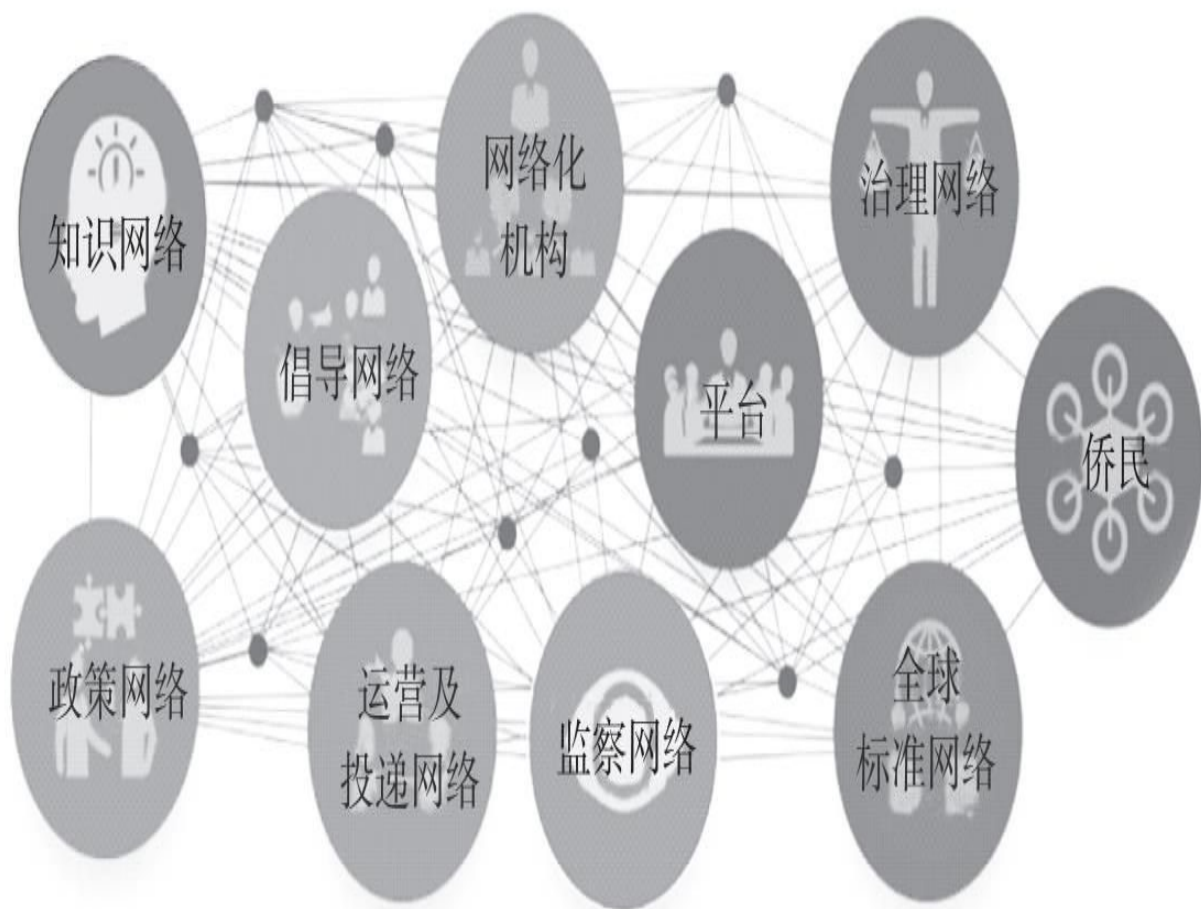 知识网络
倡导网络
网络化
机构
平台
治理网络
侨民
政策网络
运营及
投递网络
监察网络
全球
标准网络